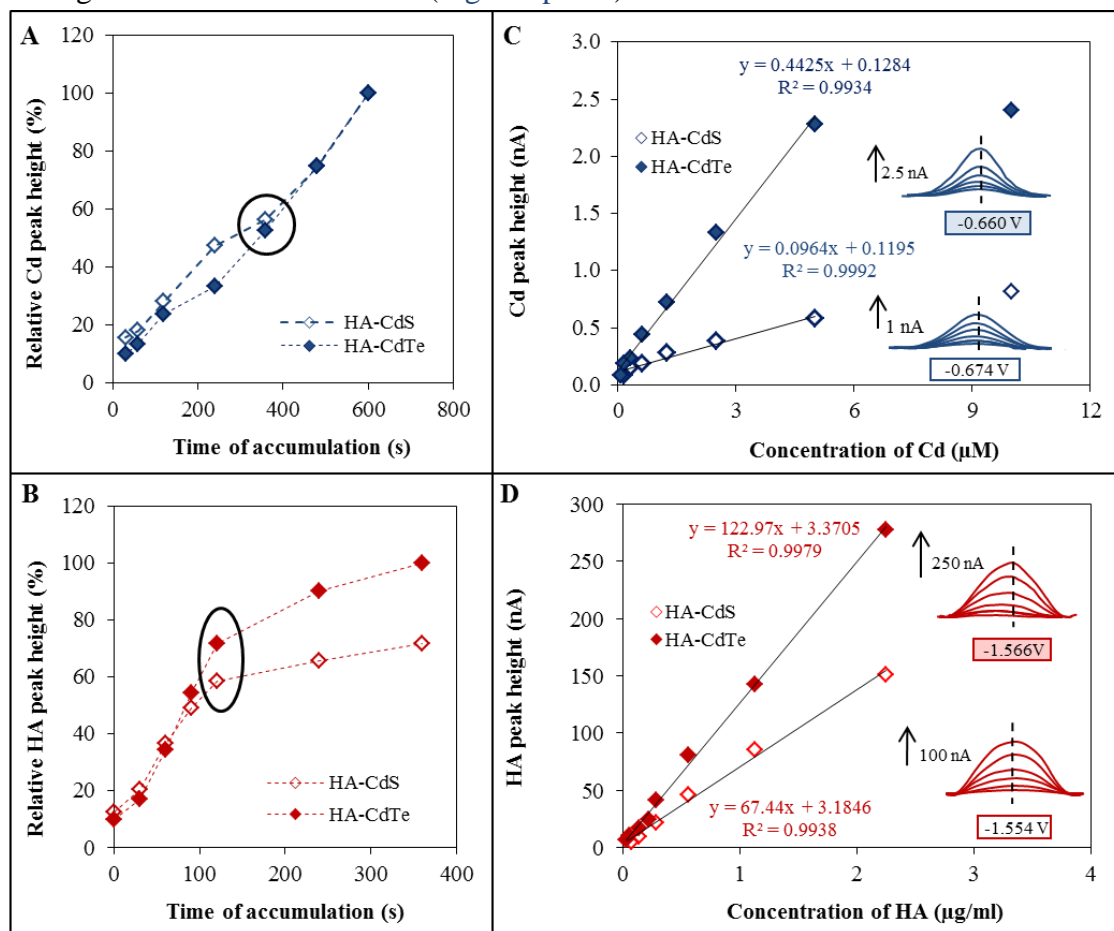 A
120
100
80
60
40
20
0
0
200
400
600
800
Relative Cd peak height (%)
Time of accumulation (s)
HA-CdS
HA-CdTe
C
3.0
2.5
2.0
1.5
1.0
0.5
0.0
0
3
6
9
12
Cd peak height (nA)
Concentration of Cd (µM)
y = 0.4425x + 0.1284
R² = 0.9934
HA-CdS
HA-CdTe
2.5 nA
-0.660 V
y = 0.0964x + 0.1195
R² = 0.9992
1 nA
-0.674 V
B
120
100
80
60
40
20
0
0
100
200
300
400
Relative HA peak height (%)
Time of accumulation (s)
HA-CdS
HA-CdTe
D
300
250
200
150
100
50
0
0
1
2
3
4
HA peak height (nA)
Concentration of HA (µg/ml)
y = 122.97x + 3.3705
R² = 0.9979
HA-CdS
HA-CdTe
250 nA
-1.566V
100 nA
y = 67.44x + 3.1846
R² = 0.9938
-1.554 V